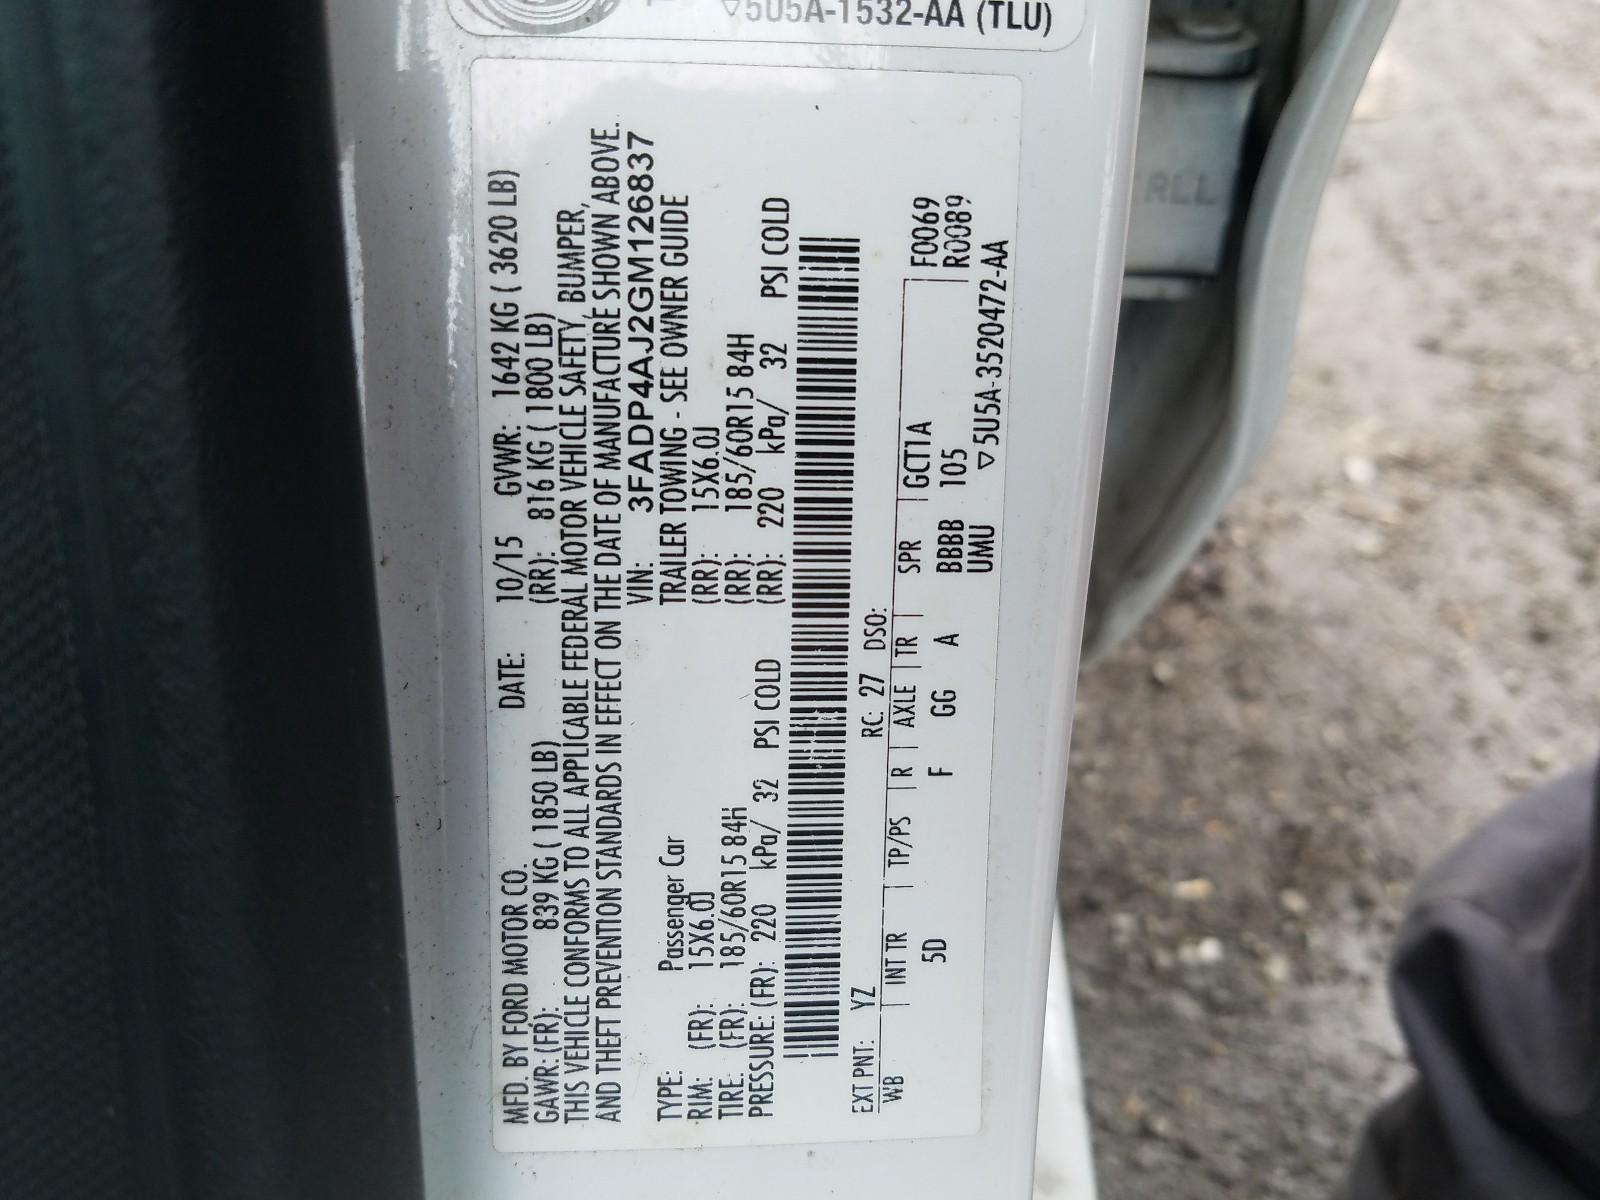 5U5A-1532-AA (TLU)
MFD. BY FORD MOTOR CO. DATE: 10/15 GVWR: 1642 KG ( 3620 LB)
GAWR: (FR): 839 KG ( 1850 LB) (RR): 816 KG ( 1800 LB)
THIS VEHICLE CONFORMS TO ALL APPLICABLE FEDERAL MOTOR VEHICLE SAFETY, BUMPER,
AND THEFT PREVENTION STANDARDS IN EFFECT ON THE DATE OF MANUFACTURE SHOWN ABOVE.
VIN: 3FADP4AJ2GM126837
TYPE: Passenger Car TRAILER TOWING - SEE OWNER GUIDE
RIM: (FR): 15X6.0J (RR): 15X6.0J
TIRE: (FR): 185/60R15 84H (RR): 185/60R15 84H
PRESSURE: (FR): 220 kPa/ 32 PSI COLD (RR): 220 kPa/ 32 PSI COLD
EXT PNT: YZ RC: 27 DSO:
WB INT TR TP/PS R AXLE TR SPR GCT1A F0069
5D F GG A BBBB 105 R0089
UMU ▽5U5A-3520472-AA
RLL